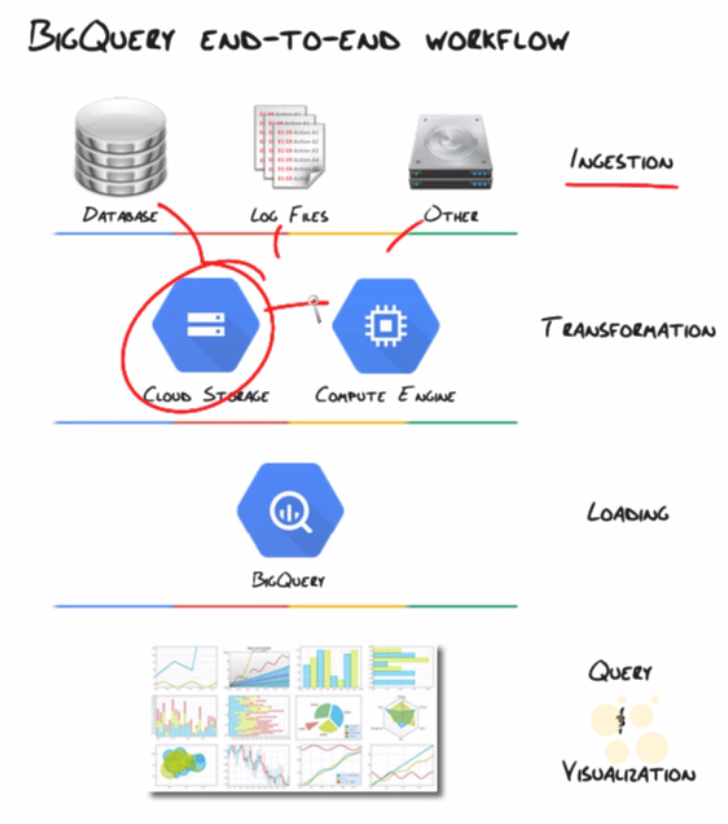 BigQuery end-to-end workflow
Database
Log Files
Other
Ingestion
Cloud Storage
Compute Engine
Transformation
BigQuery
Loading
Query
&
Visualization